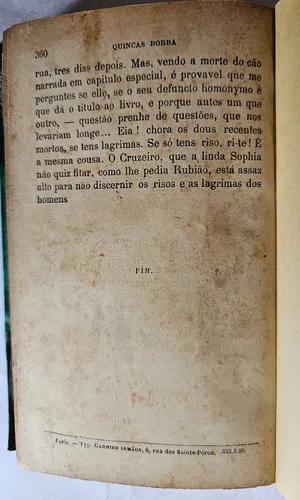 360 QUINCAS BORBA
rua, tres dias depois. Mas, vendo a morte do cão
narrada em capitulo especial, é provavel que me
perguntes se elle, se o seu defuncto homonymo é
que dá o titulo ao livro, e porque antes um que
outro, — questão prenhe de questões, que nos
levariam longe... Eia ! chora os dous recentes
mortos, se tens lagrimas. Se só tens riso, ri-te! É
a mesma cousa. O Cruzeiro, que a linda Sophia
não quiz fitar, como lhe pedia Rubião, está assaz
alto para não discernir os risos e as lagrimas dos
homens
FIM.
Paris. — Typ. GARNIER IRMÃOS, 6, rua dos Saints-Pères. 333.3.99.